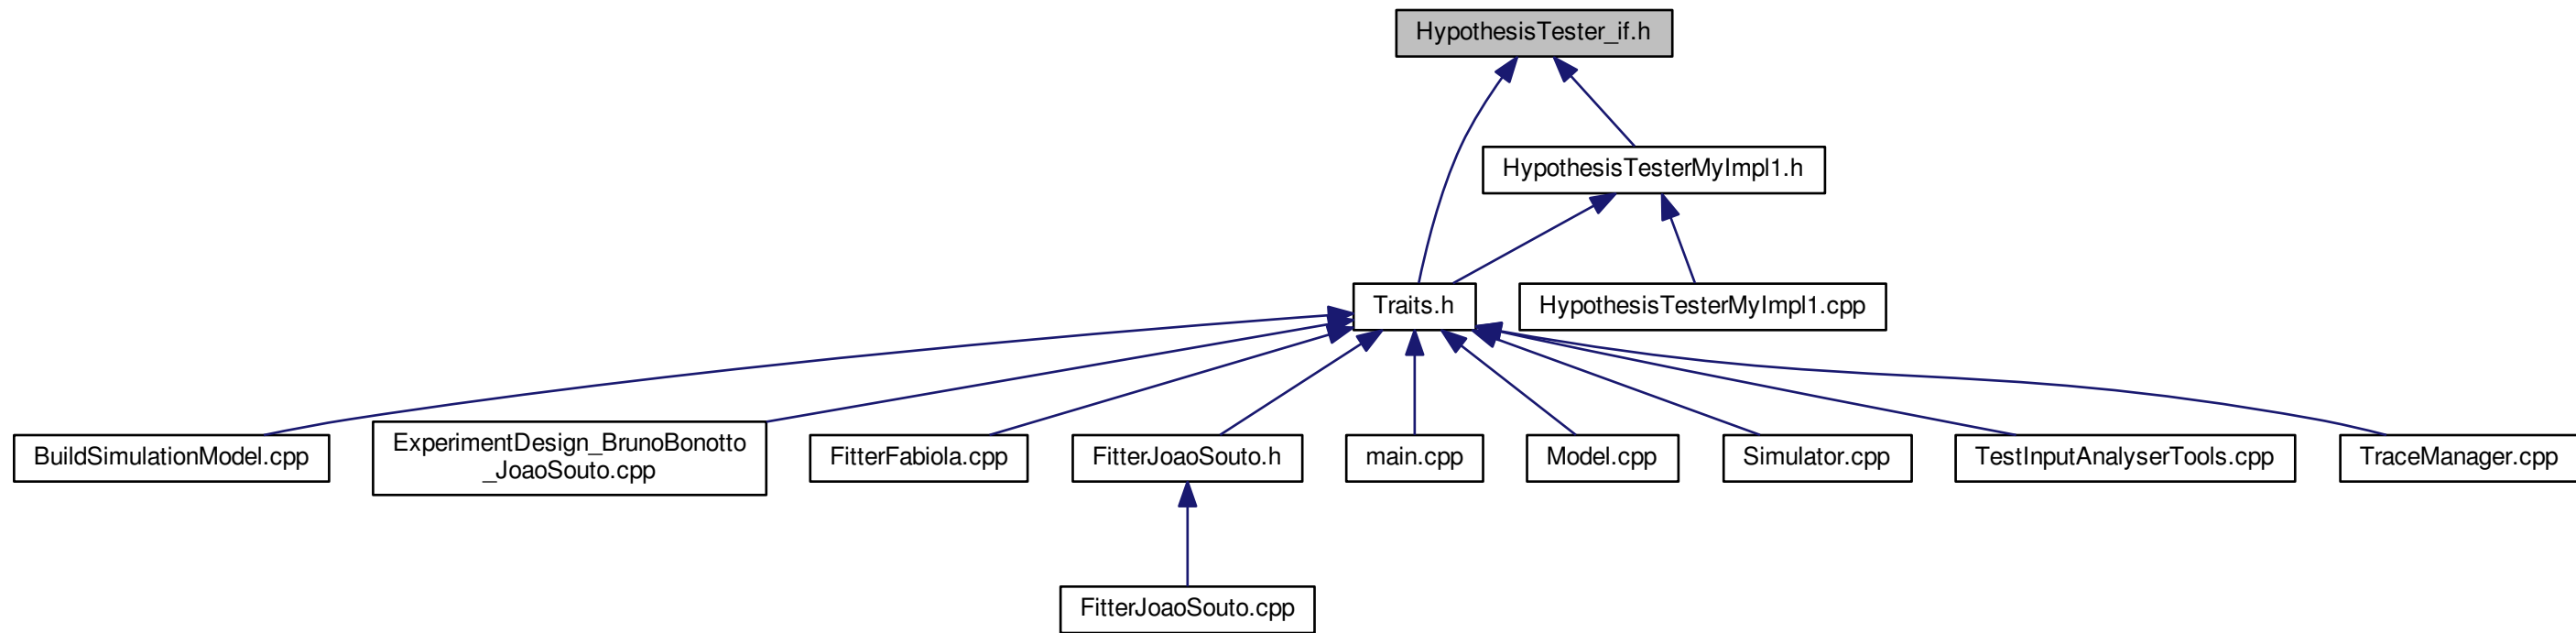 HypothesisTester_if.h
HypothesisTesterMyImpl1.h
Traits.h
HypothesisTesterMyImpl1.cpp
BuildSimulationModel.cpp
ExperimentDesign_BrunoBonotto
_JoaoSouto.cpp
FitterFabiola.cpp
FitterJoaoSouto.h
main.cpp
Model.cpp
Simulator.cpp
TestInputAnalyserTools.cpp
TraceManager.cpp
FitterJoaoSouto.cpp